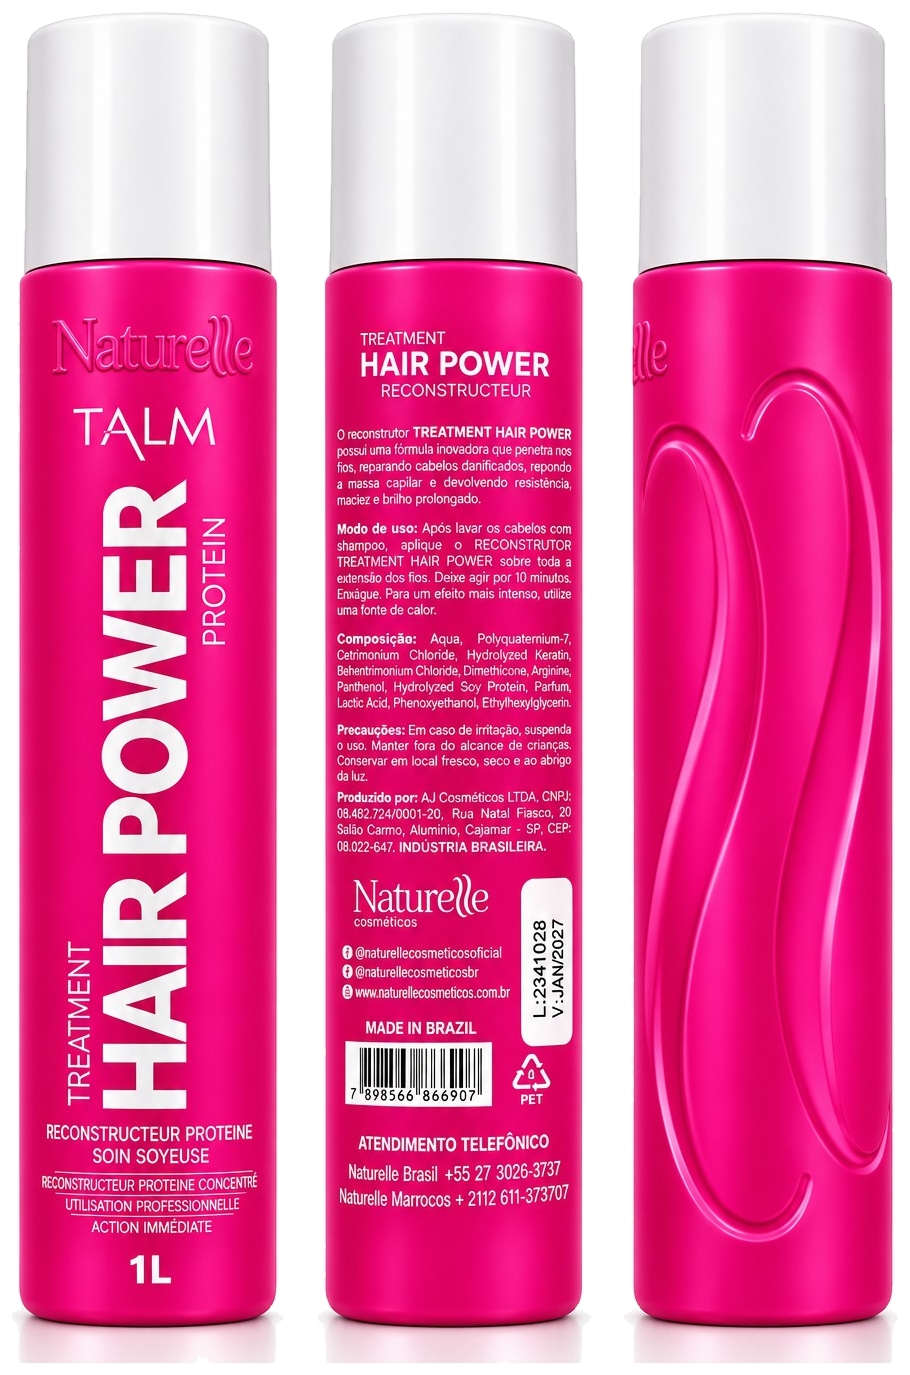 Naturelle
TALM
TREATMENT
HAIR POWER
PROTEIN
RECONSTRUCTEUR PROTEINE
SOIN SOYEUSE
RECONSTRUCTEUR PROTEINE CONCENTRÉ
UTILISATION PROFESSIONNELLE
ACTION IMMÉDIATE
1L
TREATMENT
HAIR POWER
RECONSTRUCTEUR
O reconstrutor TREATMENT HAIR POWER
possui uma fórmula inovadora que penetra nos
fios, reparando cabelos danificados, repondo
a massa capilar e devolvendo resistência,
maciez e brilho prolongado.
Modo de uso: Após lavar os cabelos com
shampoo, aplique o RECONSTRUTOR
TREATMENT HAIR POWER sobre toda a
extensão dos fios. Deixe agir por 10 minutos.
Enxágue. Para um efeito mais intenso, utilize
uma fonte de calor.
Composição: Aqua, Polyquaternium-7,
Cetrimonium Chloride, Hydrolyzed Keratin,
Behentrimonium Chloride, Dimethicone, Arginine,
Panthenol, Hydrolyzed Soy Protein, Parfum,
Lactic Acid, Phenoxyethanol, Ethylhexylglycerin.
Precauções: Em caso de irritação, suspenda
o uso. Manter fora do alcance de crianças.
Conservar em local fresco, seco e ao abrigo
da luz.
Produzido por: AJ Cosméticos LTDA, CNPJ:
08.482.724/0001-20, Rua Natal Fiasco, 20
Salão Carmo, Alumínio, Cajamar - SP, CEP:
08.022-647. INDÚSTRIA BRASILEIRA.
Naturelle
cosméticos
@naturellecosmeticosoficial
@naturellecosmeticosbr
www.naturellecosmeticos.com.br
L:2341028
V:JAN/2027
MADE IN BRAZIL
7 898566 866907
PET
ATENDIMENTO TELEFÔNICO
Naturelle Brasil +55 27 3026-3737
Naturelle Marrocos + 2112 611-373707
elle